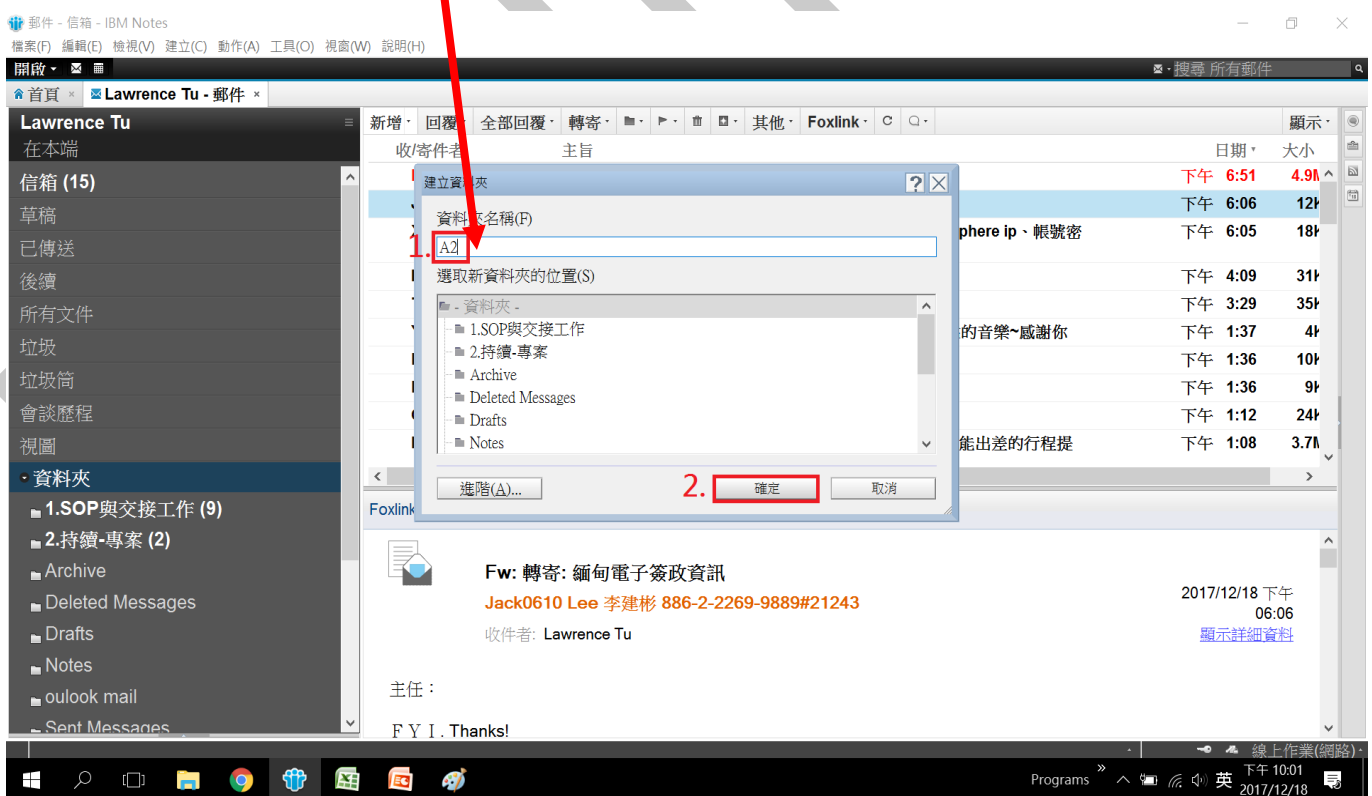 郵件 - 信箱 - IBM Notes
檔案(F) 編輯(E) 檢視(V) 建立(C) 動作(A) 工具(O) 視窗(W) 說明(H)
開啟
搜尋 所有郵件
首頁 × Lawrence Tu - 郵件 ×
Lawrence Tu
在本端
信箱 (15)
草稿
已傳送
後續
所有文件
垃圾
垃圾筒
會談歷程
視圖
資料夾
1.SOP與交接工作 (9)
2.持續-專案 (2)
Archive
Deleted Messages
Drafts
Notes
oulook mail
Sent Messages
新增 回覆 全部回覆 轉寄 其他 Foxlink 顯示
收/寄件者 主旨 日期 大小
下午 6:51 4.9M
下午 6:06 12K
phere ip、帳號密 下午 6:05 18K
下午 4:09 31K
下午 3:29 35K
的音樂~感謝你 下午 1:37 4K
下午 1:36 10K
下午 1:36 9K
下午 1:12 24K
能出差的行程提 下午 1:08 3.7M
建立資料夾
資料夾名稱(F)
1. A2
選取新資料夾的位置(S)
- 資料夾 -
1.SOP與交接工作
2.持續-專案
Archive
Deleted Messages
Drafts
Notes
進階(A)... 2. 確定 取消
Foxlink
Fw: 轉寄: 緬甸電子簽政資訊
Jack0610 Lee 李建彬 886-2-2269-9889#21243
收件者: Lawrence Tu
2017/12/18 下午
06:06
顯示詳細資料
主任：
ＦＹＩ. Thanks!
線上作業(網路)
Programs » 英 下午 10:01
2017/12/18